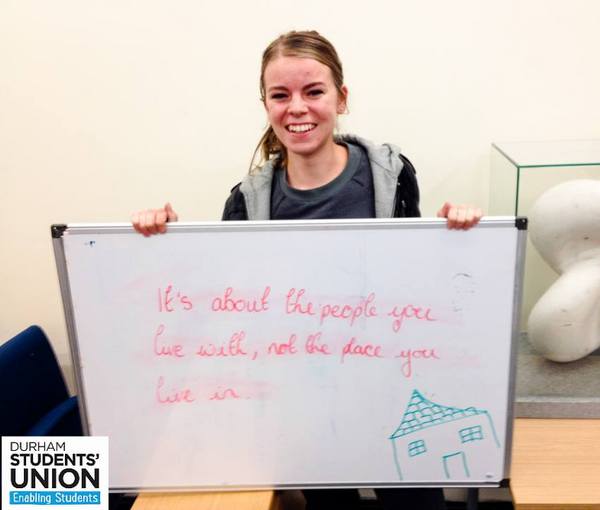 It's about the people you
live with, not the place you
live in.
DURHAM
STUDENTS'
UNION
Enabling Students